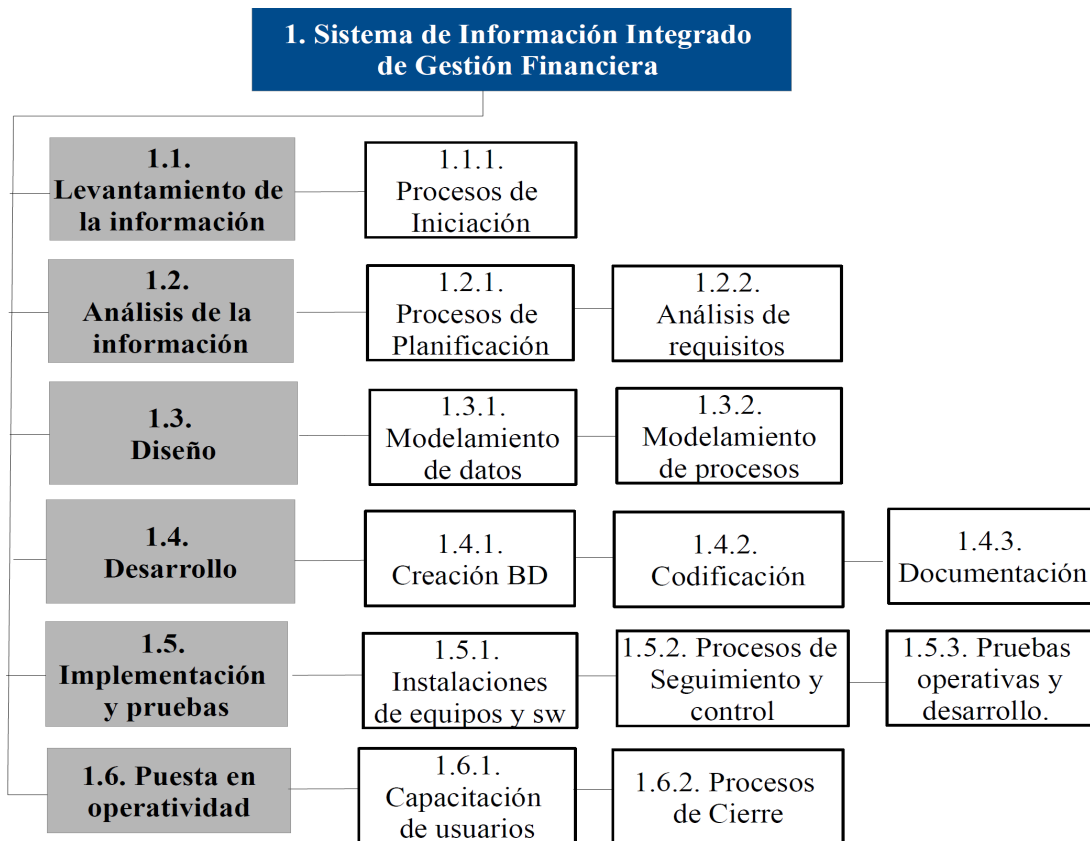 1. Sistema de Información Integrado
de Gestión Financiera
1.1.
Levantamiento de
la información
1.1.1.
Procesos de
Iniciación
1.2.
Análisis de la
información
1.2.1.
Procesos de
Planificación
1.2.2.
Análisis de
requisitos
1.3.
Diseño
1.3.1.
Modelamiento
de datos
1.3.2.
Modelamiento
de procesos
1.4.
Desarrollo
1.4.1.
Creación BD
1.4.2.
Codificación
1.4.3.
Documentación
1.5.
Implementación
y pruebas
1.5.1.
Instalaciones
de equipos y sw
1.5.2. Procesos de
Seguimiento y
control
1.5.3. Pruebas
operativas y
desarrollo.
1.6. Puesta en
operatividad
1.6.1.
Capacitación
de usuarios
1.6.2. Procesos
de Cierre